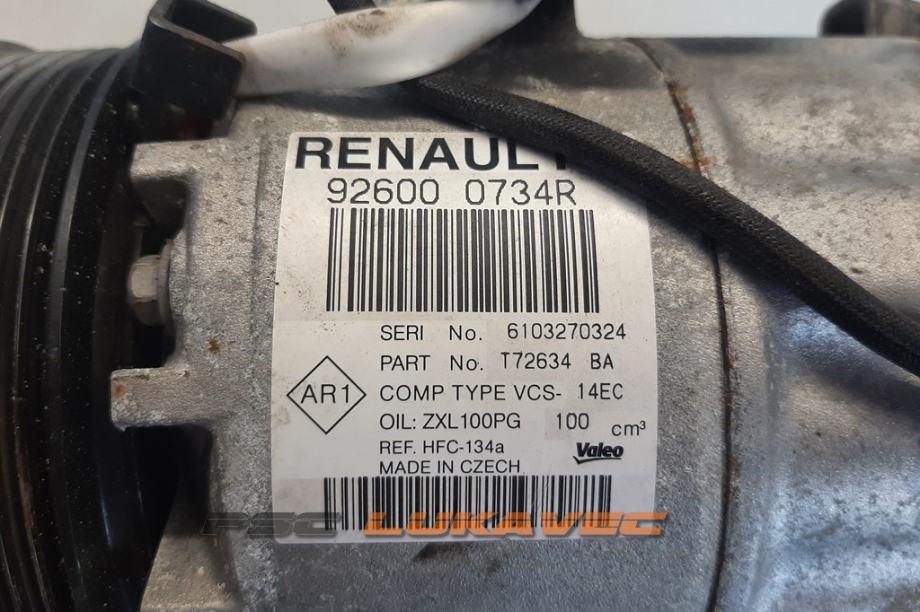 RENAULT
92600 0734R
SERI No. 6103270324
PART No. T72634 BA
AR1
COMP TYPE VCS- 14EC
OIL: ZXL100PG 100 cm³
REF. HFC-134a
Valeo
MADE IN CZECH
PSC LUKAVEC